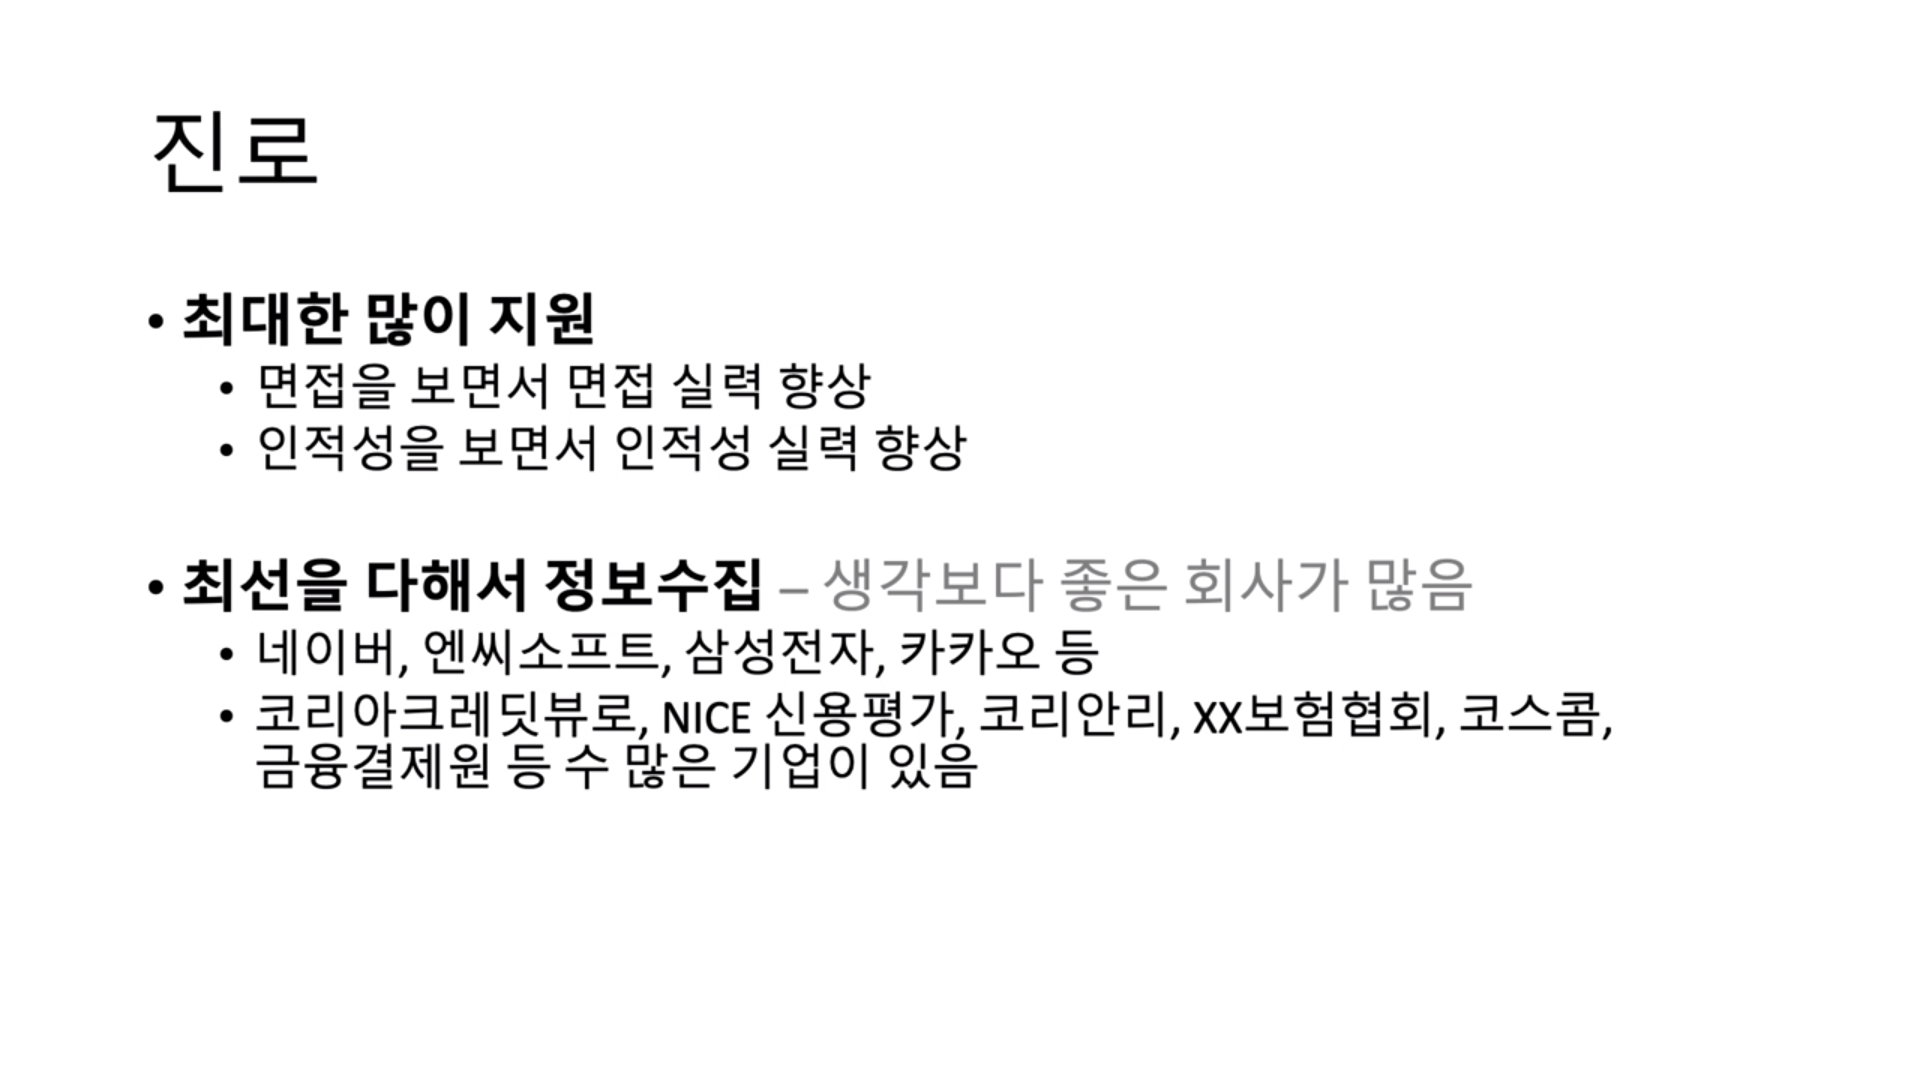 진로
• 최대한 많이 지원
• 면접을 보면서 면접 실력 향상
• 인적성을 보면서 인적성 실력 향상
• 최선을 다해서 정보수집 – 생각보다 좋은 회사가 많음
• 네이버, 엔씨소프트, 삼성전자, 카카오 등
• 코리아크레딧뷰로, NICE 신용평가, 코리안리, XX보험협회, 코스콤,
금융결제원 등 수 많은 기업이 있음